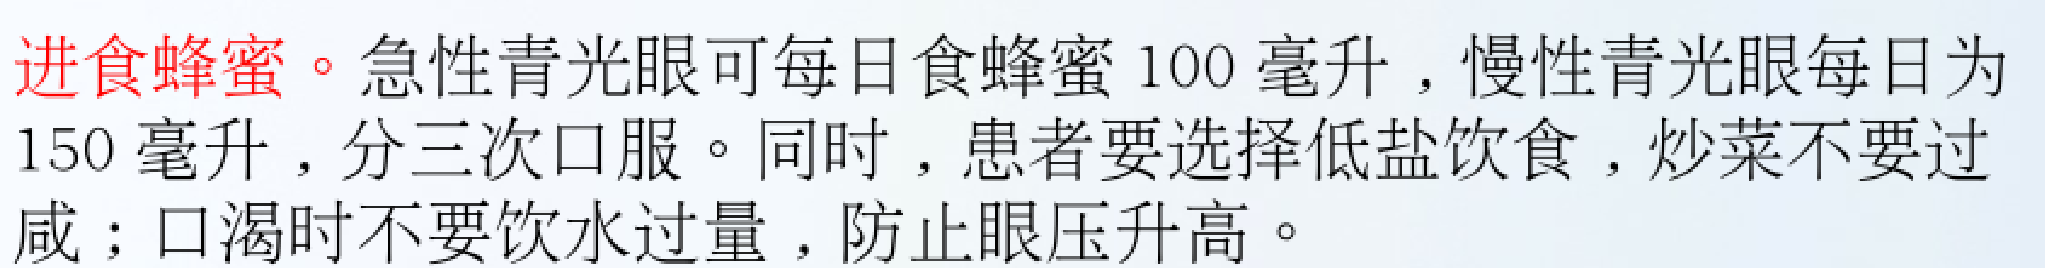 进食蜂蜜。急性青光眼可每日食蜂蜜 100 毫升，慢性青光眼每日为
150 毫升，分三次口服。同时，患者要选择低盐饮食，炒菜不要过
咸；口渴时不要饮水过量，防止眼压升高。